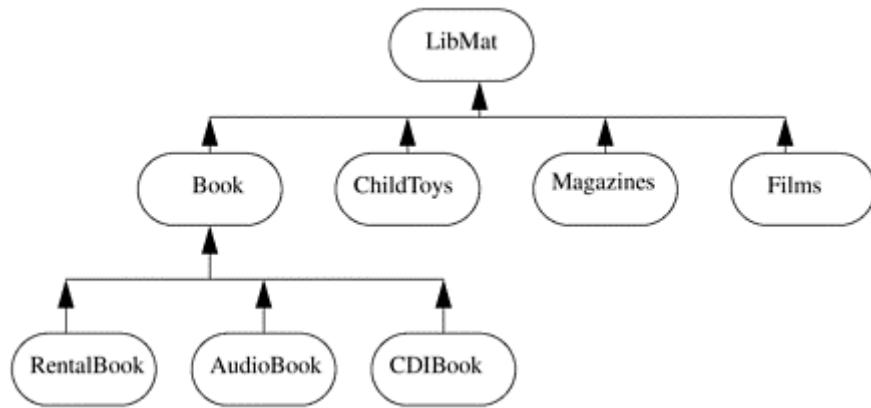 LibMat
Book
ChildToys
Magazines
Films
RentalBook
AudioBook
CDIBook